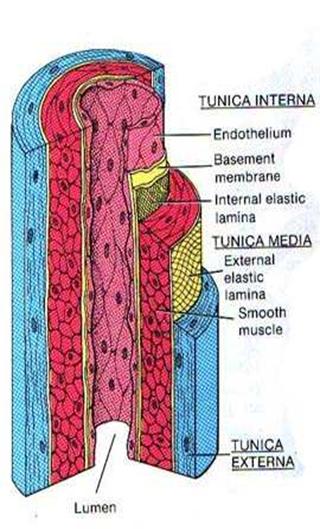 TUNICA INTERNA
Endothelium
Basement
membrane
Internal elastic
lamina
TUNICA MEDIA
External
elastic
lamina
Smooth
muscle
TUNICA
EXTERNA
Lumen